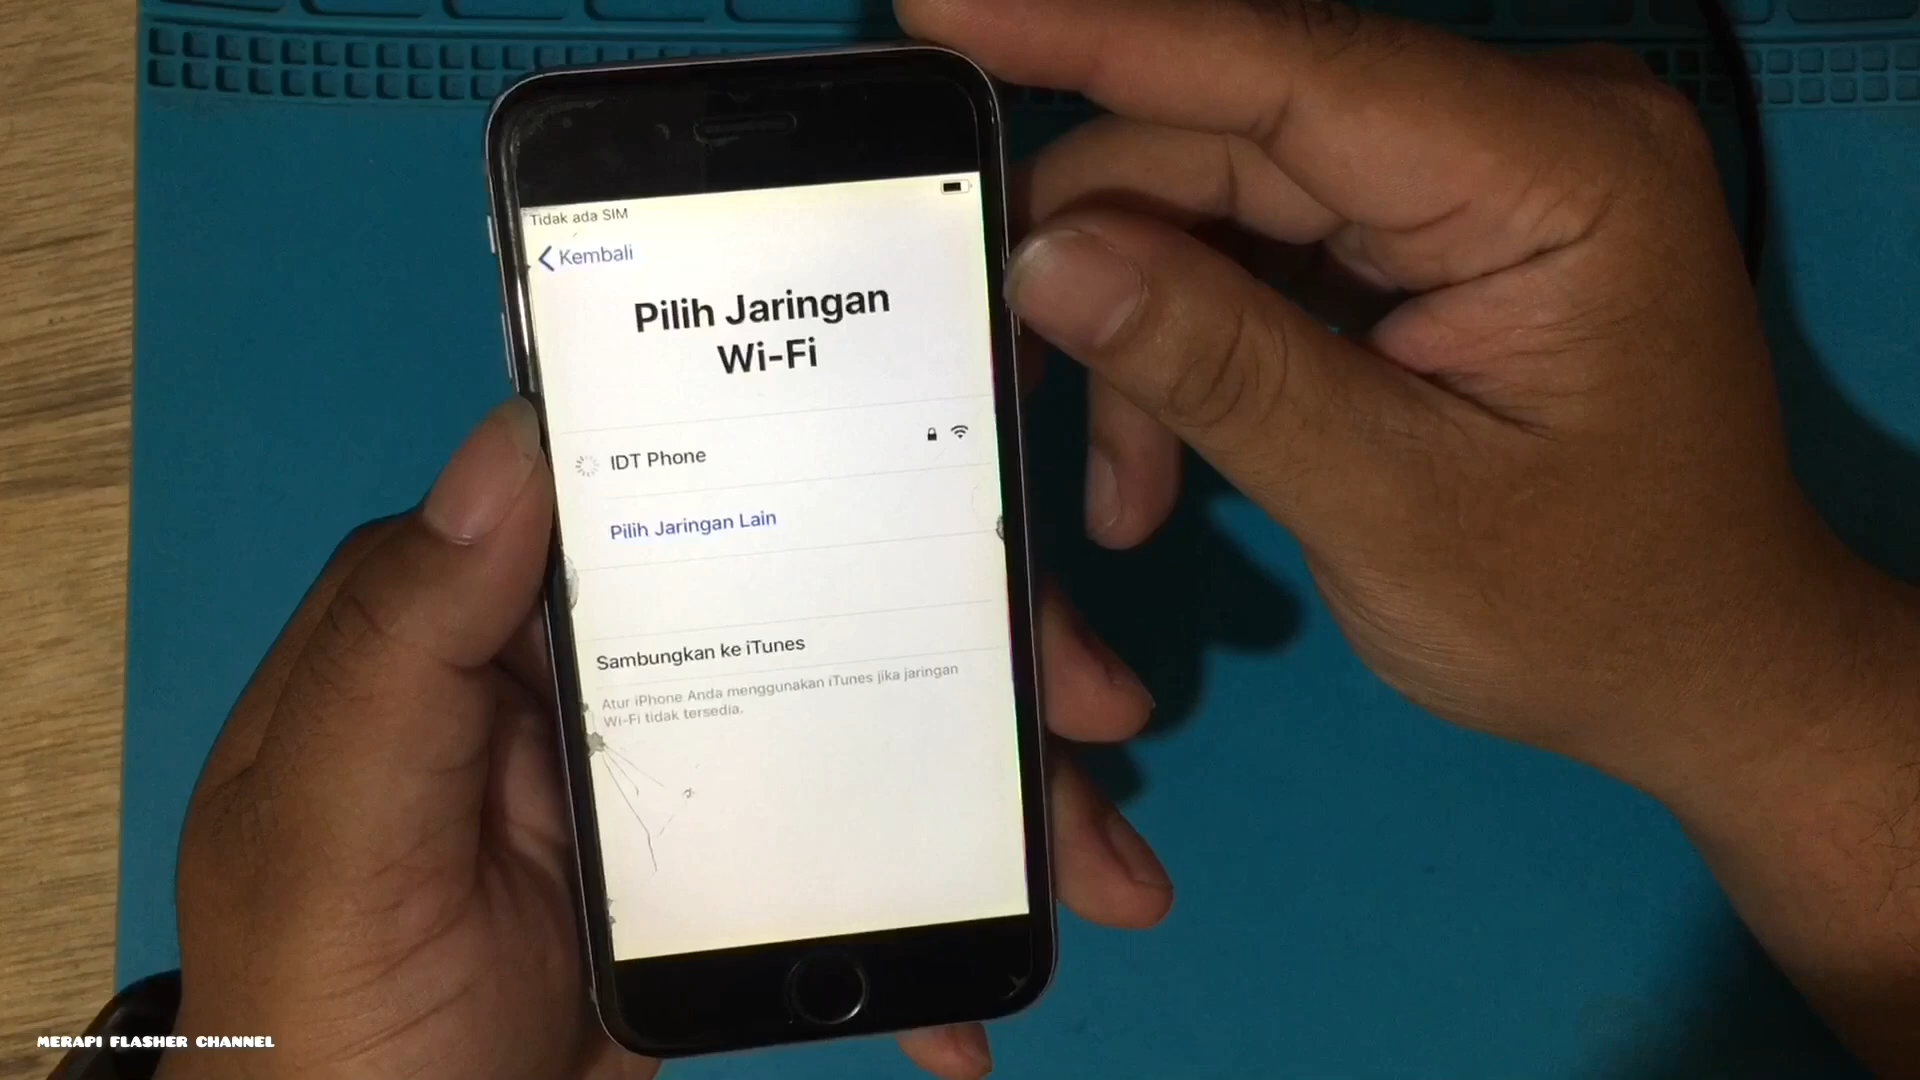 Tidak ada SIM
Kembali
Pilih Jaringan
Wi-Fi
IDT Phone
Pilih Jaringan Lain
Sambungkan ke iTunes
Atur iPhone Anda menggunakan iTunes jika jaringan
Wi-Fi tidak tersedia.
MERAPI FLASHER CHANNEL